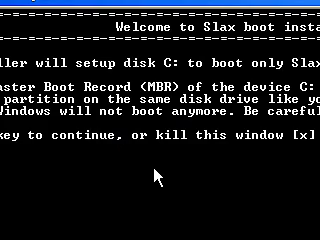 =-=-=-=-=-=-=-=-=-=-=-=-=-=-=-=-=-=-=-=-
Welcome to Slax boot insta
=-=-=-=-=-=-=-=-=-=-=-=-=-=-=-=-=-=-=-=-
ller will setup disk C: to boot only Slax
aster Boot Record (MBR) of the device C:
partition on the same disk drive like yo
Windows will not boot anymore. Be careful
key to continue, or kill this window [x]